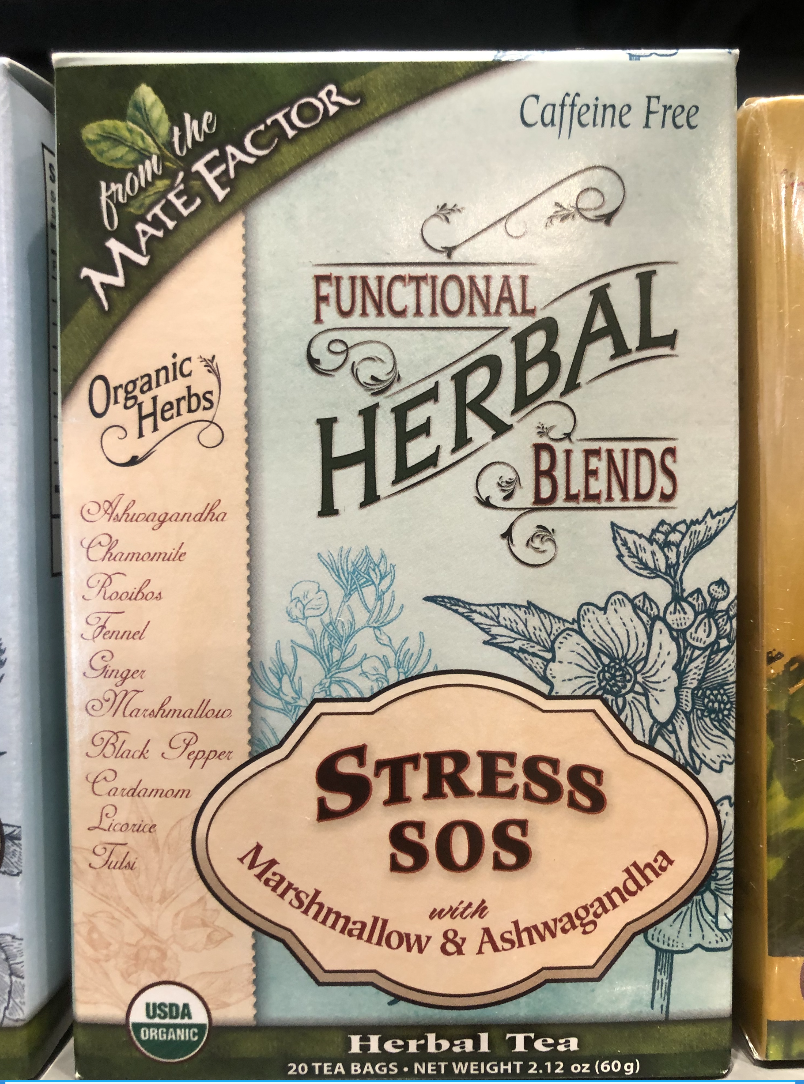 Caffeine Free
from the
MATÉ FACTOR
FUNCTIONAL
HERBAL
BLENDS
Organic
Herbs
Ashwagandha
Chamomile
Rooibos
Fennel
Ginger
Marshmallow
Black Pepper
Cardamom
Licorice
Tulsi
STRESS
SOS
with
Marshmallow & Ashwagandha
USDA
ORGANIC
Herbal Tea
20 TEA BAGS • NET WEIGHT 2.12 oz (60g)